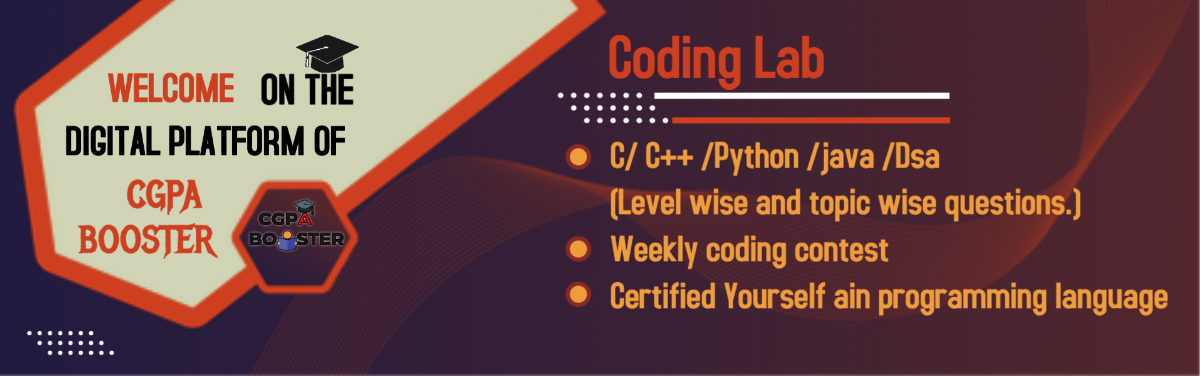 WELCOME ON THE
DIGITAL PLATFORM OF
CGPA
BOOSTER
CGPA
BOOSTER
Coding Lab
C/ C++ /Python /java /Dsa
(Level wise and topic wise questions.)
Weekly coding contest
Certified Yourself ain programming language